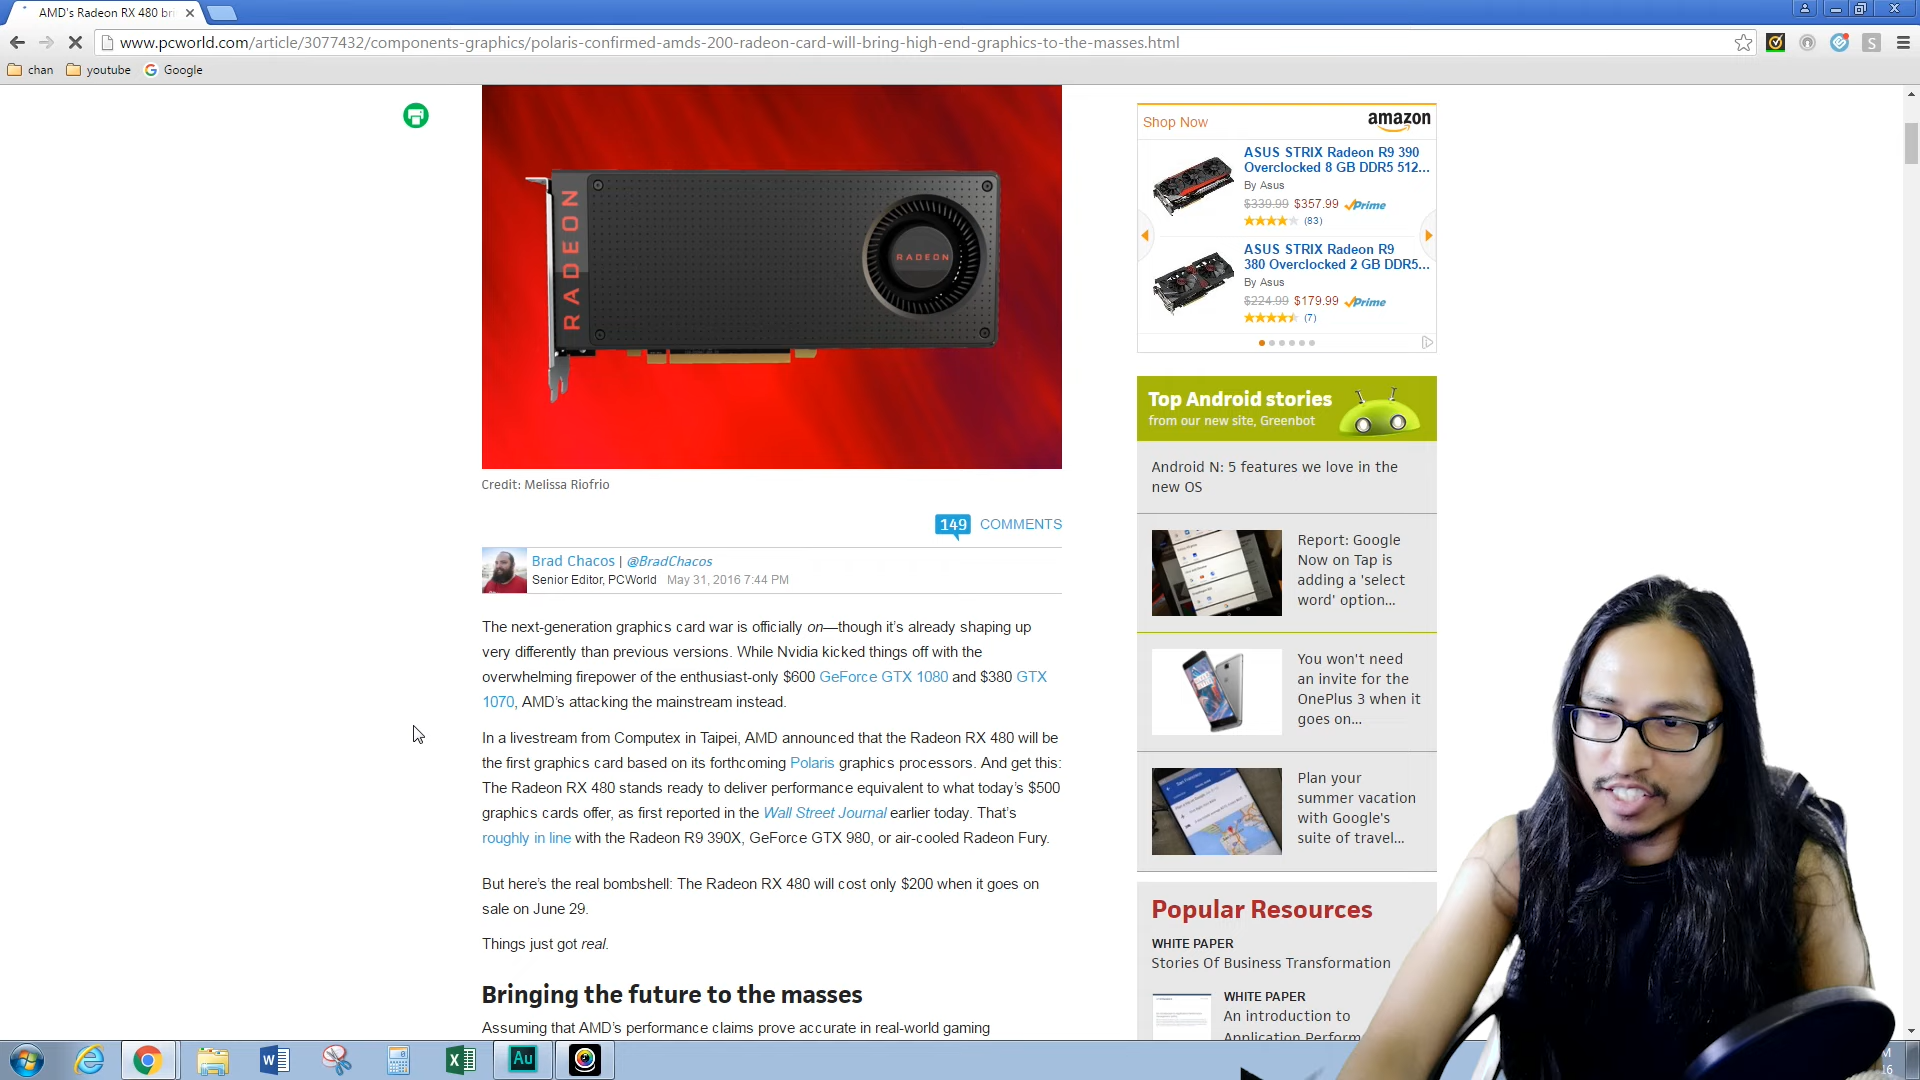 AMD's Radeon RX 480 bri
www.pcworld.com/article/3077432/components-graphics/polaris-confirmed-amds-200-radeon-card-will-bring-high-end-graphics-to-the-masses.html
chan
youtube
Google
RADEON
RADEON
Credit: Melissa Riofrio
149 COMMENTS
Brad Chacos | @BradChacos
Senior Editor, PCWorld May 31, 2016 7:44 PM
The next-generation graphics card war is officially on—though it's already shaping up
very differently than previous versions. While Nvidia kicked things off with the
overwhelming firepower of the enthusiast-only $600 GeForce GTX 1080 and $380 GTX
1070, AMD's attacking the mainstream instead.
In a livestream from Computex in Taipei, AMD announced that the Radeon RX 480 will be
the first graphics card based on its forthcoming Polaris graphics processors. And get this:
The Radeon RX 480 stands ready to deliver performance equivalent to what today's $500
graphics cards offer, as first reported in the Wall Street Journal earlier today. That's
roughly in line with the Radeon R9 390X, GeForce GTX 980, or air-cooled Radeon Fury.
But here's the real bombshell: The Radeon RX 480 will cost only $200 when it goes on
sale on June 29.
Things just got real.
Bringing the future to the masses
Assuming that AMD's performance claims prove accurate in real-world gaming
Shop Now
amazon
ASUS STRIX Radeon R9 390
Overclocked 8 GB DDR5 512...
By Asus
$339.99 $357.99 Prime
(83)
ASUS STRIX Radeon R9
380 Overclocked 2 GB DDR5...
By Asus
$224.99 $179.99 Prime
(7)
Top Android stories
from our new site, Greenbot
Android N: 5 features we love in the
new OS
Report: Google
Now on Tap is
adding a 'select
word' option...
You won't need
an invite for the
OnePlus 3 when it
goes on...
Plan your
summer vacation
with Google's
suite of travel...
Popular Resources
WHITE PAPER
Stories Of Business Transformation
WHITE PAPER
An introduction to
Application Perform
Au